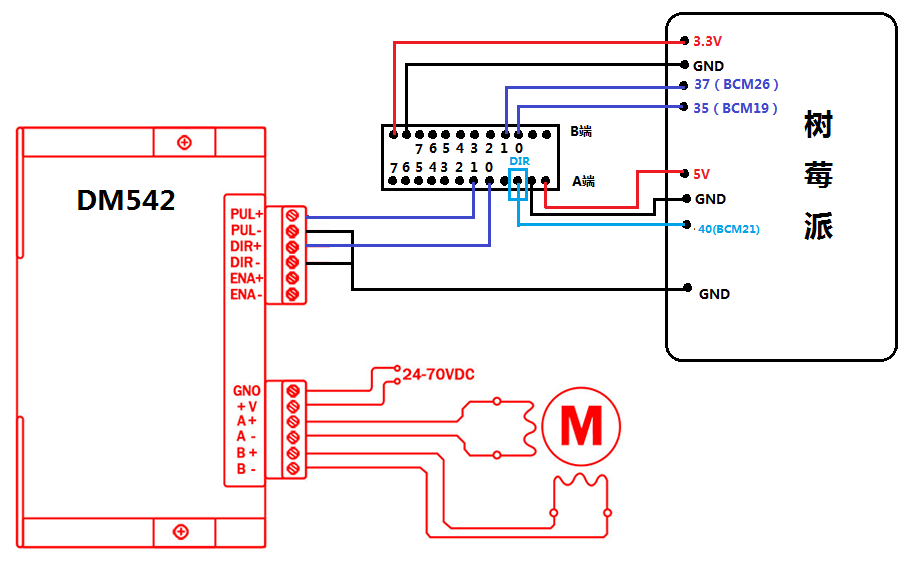 3.3V
GND
37（BCM26）
35（BCM19）
B端
7 6 5 4 3 2 1 0
DIR
7 6 5 4 3 2 1 0
A端
5V
GND
40(BCM21)
GND
树
莓
派
DM542
PUL+
PUL-
DIR+
DIR-
ENA+
ENA-
GNO
+V
A+
A-
B+
B-
24-70VDC
M